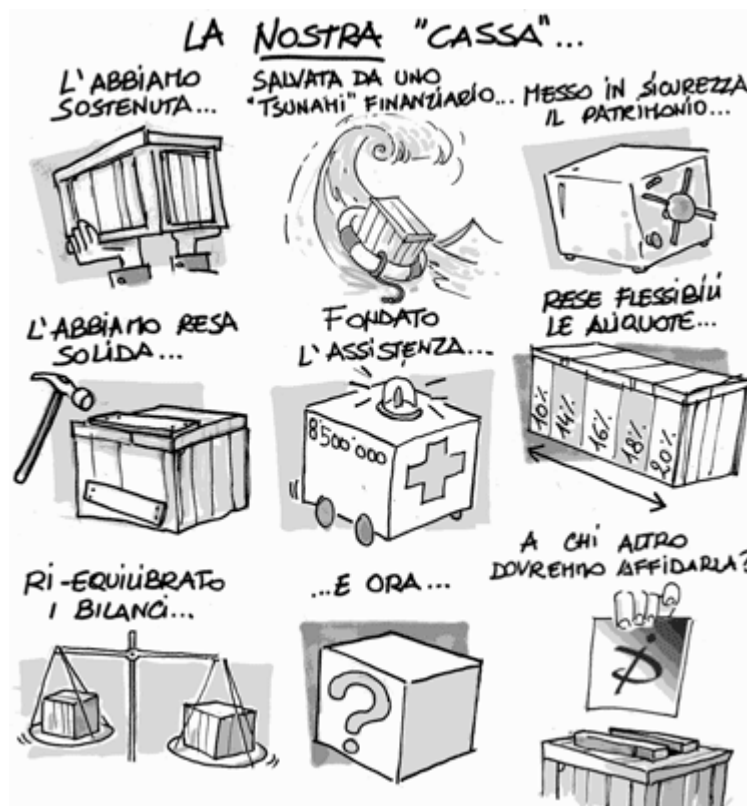 LA NOSTRA "CASSA"...
L'ABBIAMO
SOSTENUTA...
SALVATA DA UNO
"TSUNAMI" FINANZIARIO...
MESSO IN SICUREZZA
IL PATRIMONIO...
L'ABBIAMO RESA
SOLIDA...
FONDATO
L'ASSISTENZA...
8'500'000
RESE FLESSIBILI
LE ALIQUOTE...
10% 14% 16% 18% 20%
RI-EQUILIBRATO
I BILANCI...
...E ORA...
?
A CHI ALTRO
DOVREMMO AFFIDARLA?